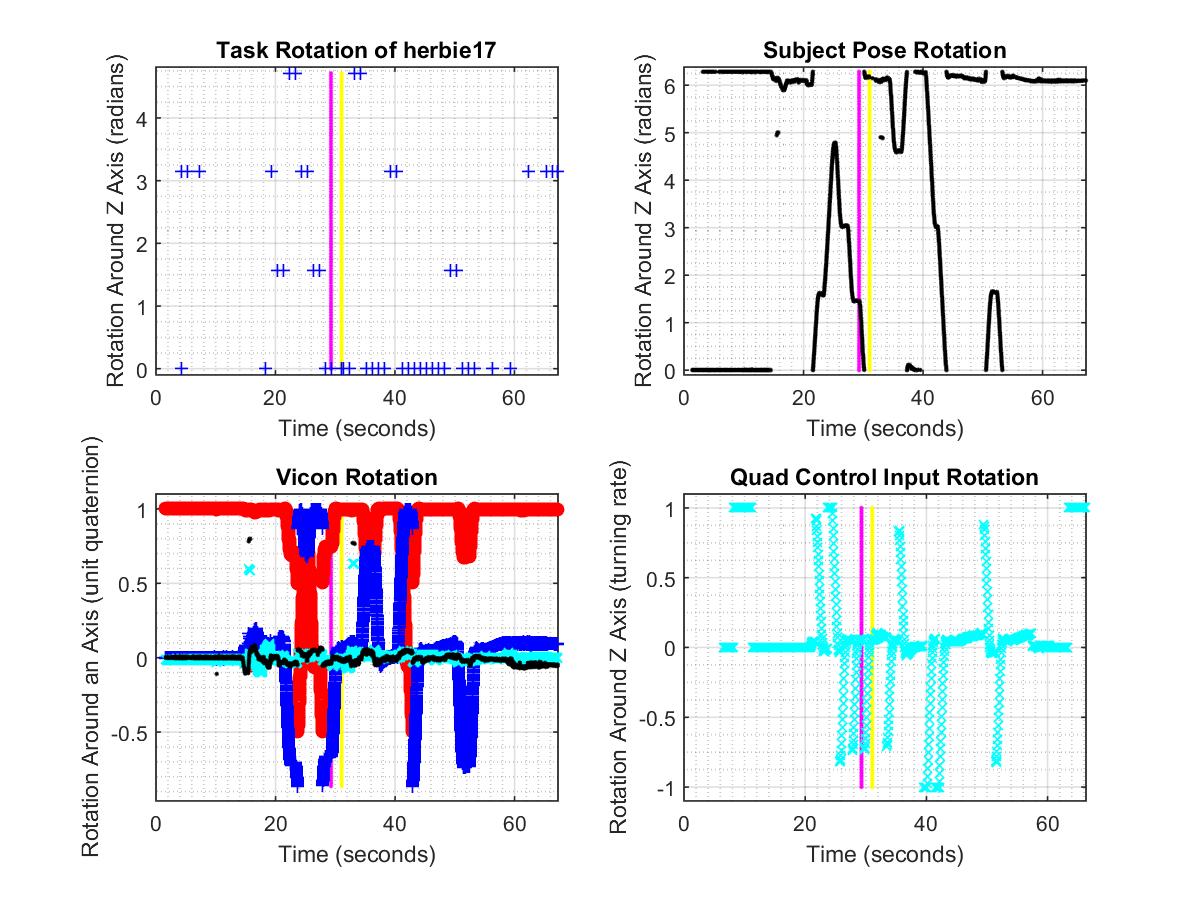 Task Rotation of herbie17
Rotation Around Z Axis (radians)
4
3
2
1
0
0 20 40 60
Time (seconds)
Subject Pose Rotation
Rotation Around Z Axis (radians)
6
5
4
3
2
1
0
0 20 40 60
Time (seconds)
Vicon Rotation
Rotation Around an Axis (unit quaternion)
1
0.5
0
-0.5
0 20 40 60
Time (seconds)
Quad Control Input Rotation
Rotation Around Z Axis (turning rate)
1
0.5
0
-0.5
-1
0 20 40 60
Time (seconds)